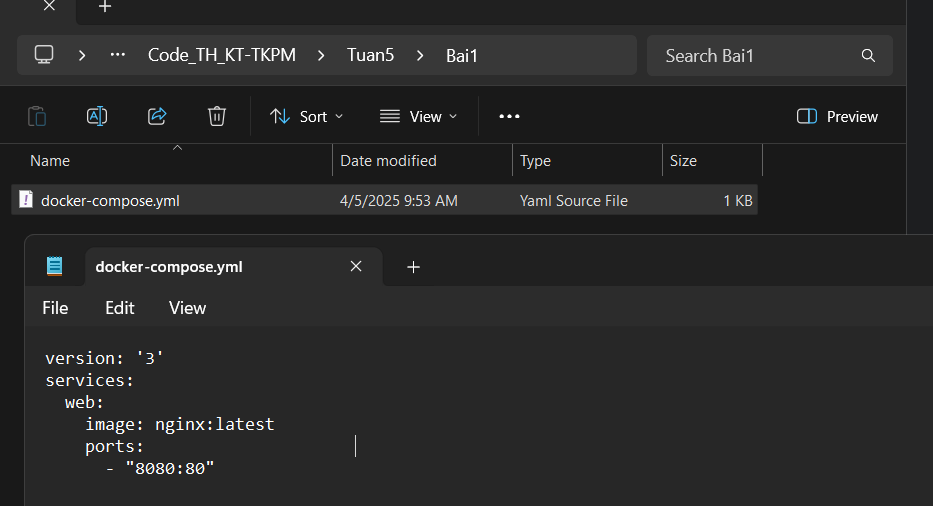 Code_TH_KT-TKPM > Tuan5 > Bai1 Search Bai1
Sort View ••• Preview
Name Date modified Type Size
docker-compose.yml 4/5/2025 9:53 AM Yaml Source File 1 KB
docker-compose.yml
File Edit View
version: '3'
services:
  web:
    image: nginx:latest
    ports:
      - "8080:80"